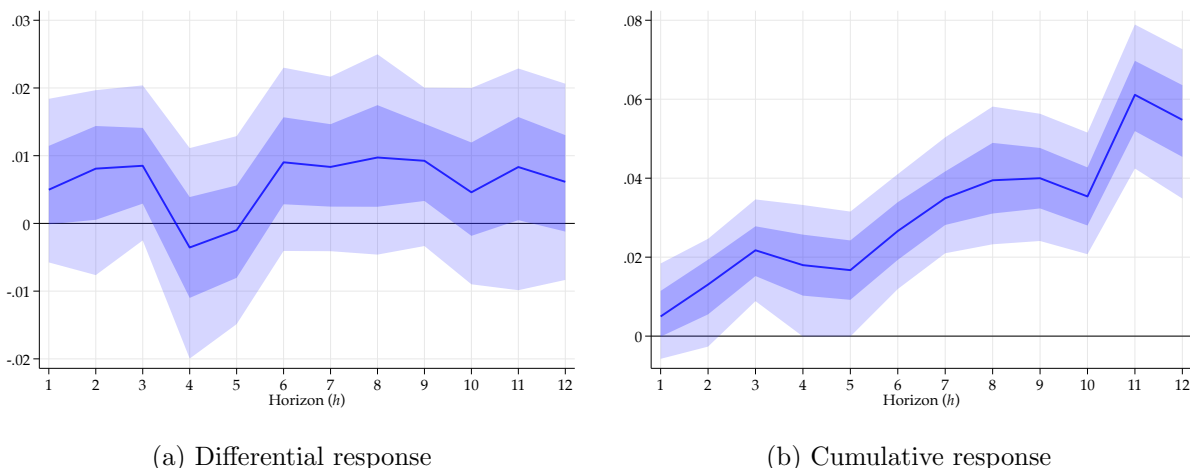 .03
.02
.01
0
-.01
-.02
1 2 3 4 5 6 7 8 9 10 11 12
Horizon (h)
(a) Differential response
.08
.06
.04
.02
0
1 2 3 4 5 6 7 8 9 10 11 12
Horizon (h)
(b) Cumulative response